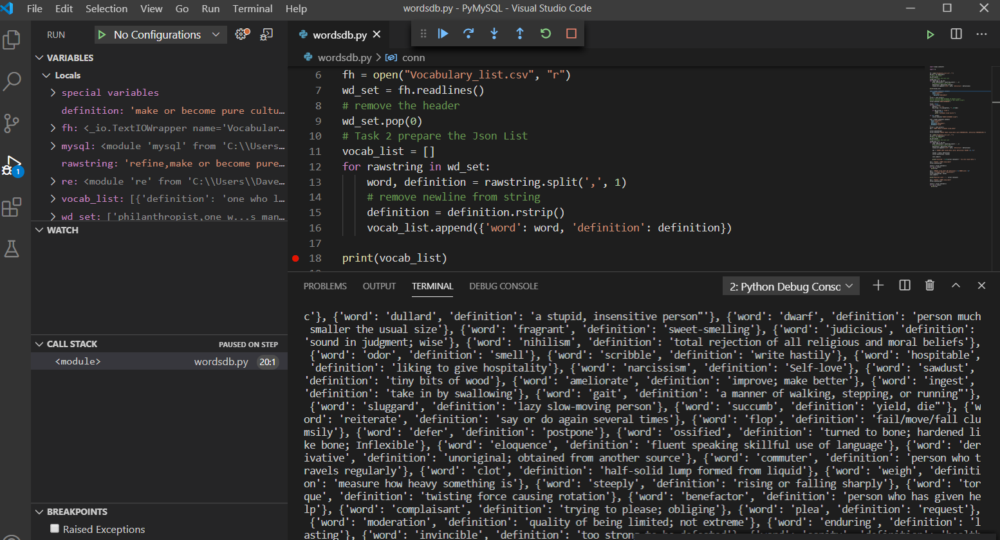 File Edit Selection View Go Run Terminal Help
wordsdb.py - PyMySQL - Visual Studio Code
RUN
No Configurations
VARIABLES
Locals
special variables
definition: 'make or become pure cultu...
fh: <_io.TextIOWrapper name='Vocabular...
mysql: <module 'mysql' from 'C:\\Users...
rawstring: 'refine,make or become pure...
re: <module 're' from 'C:\\Users\\Dave...
vocab_list: [{'definition': 'one who l...
wd_set: ['philanthropist,one w...s man...
WATCH
CALL STACK
PAUSED ON STEP
<module>
wordsdb.py
20:1
BREAKPOINTS
Raised Exceptions
1
wordsdb.py
wordsdb.py > conn
6 fh = open("Vocabulary_list.csv", "r")
7 wd_set = fh.readlines()
8 # remove the header
9 wd_set.pop(0)
10 # Task 2 prepare the Json List
11 vocab_list = []
12 for rawstring in wd_set:
13 word, definition = rawstring.split(',', 1)
14 # remove newline from string
15 definition = definition.rstrip()
16 vocab_list.append({'word': word, 'definition': definition})
17
18 print(vocab_list)
PROBLEMS OUTPUT TERMINAL DEBUG CONSOLE
2: Python Debug Consc
c'}, {'word': 'dullard', 'definition': 'a stupid, insensitive person"'}, {'word': 'dwarf', 'definition': 'person much
smaller the usual size'}, {'word': 'fragrant', 'definition': 'sweet-smelling'}, {'word': 'judicious', 'definition':
'sound in judgment; wise'}, {'word': 'nihilism', 'definition': 'total rejection of all religious and moral beliefs'},
{'word': 'odor', 'definition': 'smell'}, {'word': 'scribble', 'definition': 'write hastily'}, {'word': 'hospitable',
'definition': 'liking to give hospitality'}, {'word': 'narcissism', 'definition': 'Self-love'}, {'word': 'sawdust',
'definition': 'tiny bits of wood'}, {'word': 'ameliorate', 'definition': 'improve; make better'}, {'word': 'ingest',
'definition': 'take in by swallowing'}, {'word': 'gait', 'definition': 'a manner of walking, stepping, or running"'},
{'word': 'sluggard', 'definition': 'lazy slow-moving person'}, {'word': 'succumb', 'definition': 'yield, die"'}, {'w
ord': 'reiterate', 'definition': 'say or do again several times'}, {'word': 'flop', 'definition': 'fail/move/fall clu
msily'}, {'word': 'defer', 'definition': 'postpone'}, {'word': 'ossified', 'definition': 'turned to bone; hardened li
ke bone; Inflexible'}, {'word': 'eloquence', 'definition': 'fluent speaking skillful use of language'}, {'word': 'der
ivative', 'definition': 'unoriginal; obtained from another source'}, {'word': 'commuter', 'definition': 'person who t
ravels regularly'}, {'word': 'clot', 'definition': 'half-solid lump formed from liquid'}, {'word': 'weigh', 'definiti
on': 'measure how heavy something is'}, {'word': 'steeply', 'definition': 'rising or falling sharply'}, {'word': 'tor
que', 'definition': 'twisting force causing rotation'}, {'word': 'benefactor', 'definition': 'person who has given he
lp'}, {'word': 'complaisant', 'definition': 'trying to please; obliging'}, {'word': 'plea', 'definition': 'request'},
{'word': 'moderation', 'definition': 'quality of being limited; not extreme'}, {'word': 'enduring', 'definition': 'l
asting'}, {'word': 'invincible', 'definition': 'too strong